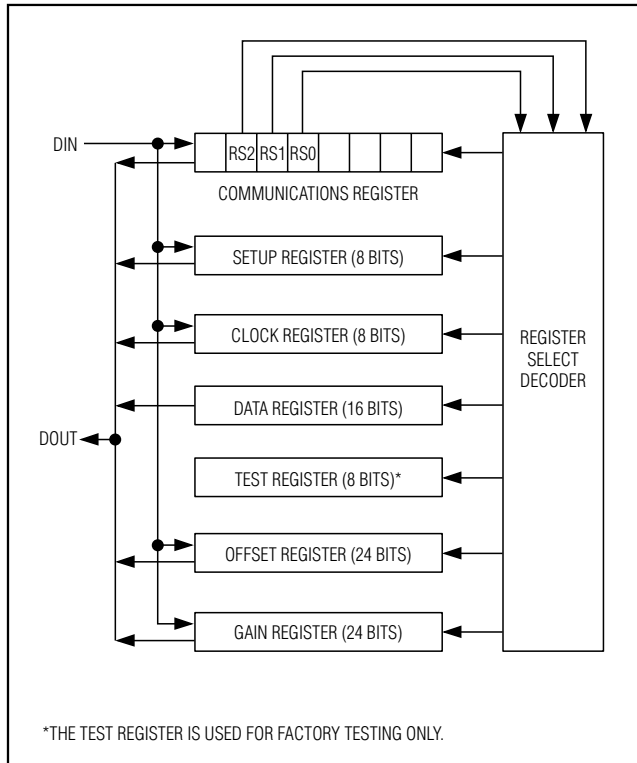 DIN
RS2 RS1 RS0
COMMUNICATIONS REGISTER
SETUP REGISTER (8 BITS)
CLOCK REGISTER (8 BITS)
REGISTER
SELECT
DECODER
DATA REGISTER (16 BITS)
DOUT
TEST REGISTER (8 BITS)*
OFFSET REGISTER (24 BITS)
GAIN REGISTER (24 BITS)
*THE TEST REGISTER IS USED FOR FACTORY TESTING ONLY.